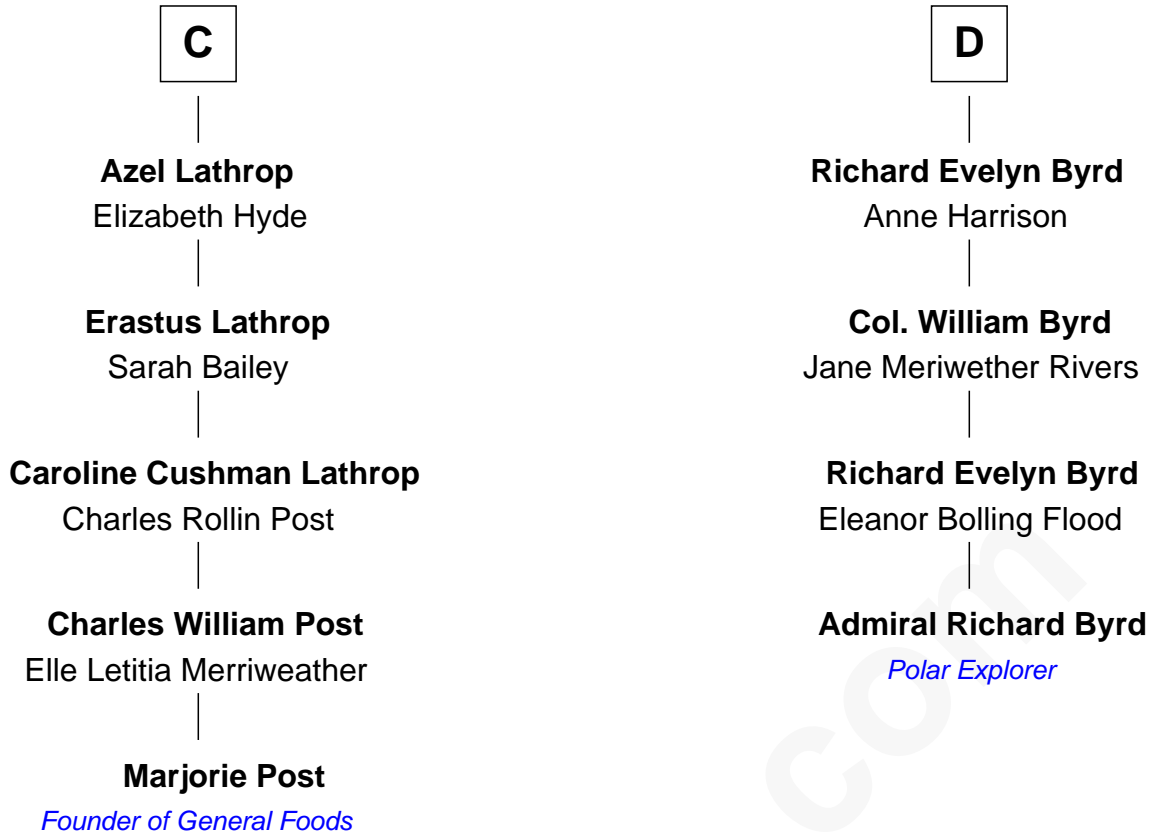 C
Azel Lathrop
Elizabeth Hyde
Erastus Lathrop
Sarah Bailey
Caroline Cushman Lathrop
Charles Rollin Post
Charles William Post
Elle Letitia Merriweather
Marjorie Post
Founder of General Foods
D
Richard Evelyn Byrd
Anne Harrison
Col. William Byrd
Jane Meriwether Rivers
Richard Evelyn Byrd
Eleanor Bolling Flood
Admiral Richard Byrd
Polar Explorer
com